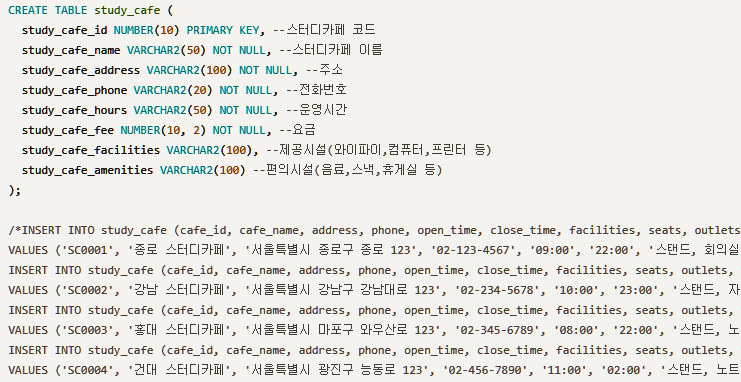 CREATE TABLE study_cafe (
study_cafe_id NUMBER(10) PRIMARY KEY, --스터디카페 코드
study_cafe_name VARCHAR2(50) NOT NULL, --스터디카페 이름
study_cafe_address VARCHAR2(100) NOT NULL, --주소
study_cafe_phone VARCHAR2(20) NOT NULL, --전화번호
study_cafe_hours VARCHAR2(50) NOT NULL, --운영시간
study_cafe_fee NUMBER(10, 2) NOT NULL, --요금
study_cafe_facilities VARCHAR2(100), --제공시설(와이파이,컴퓨터,프린터 등)
study_cafe_amenities VARCHAR2(100) --편의시설(음료,스낵,휴게실 등)
);
/*INSERT INTO study_cafe (cafe_id, cafe_name, address, phone, open_time, close_time, facilities, seats, outlets
VALUES ('SC0001', '종로 스터디카페', '서울특별시 종로구 종로 123', '02-123-4567', '09:00', '22:00', '스탠드, 회의실
INSERT INTO study_cafe (cafe_id, cafe_name, address, phone, open_time, close_time, facilities, seats, outlets,
VALUES ('SC0002', '강남 스터디카페', '서울특별시 강남구 강남대로 123', '02-234-5678', '10:00', '23:00', '스탠드, 자
INSERT INTO study_cafe (cafe_id, cafe_name, address, phone, open_time, close_time, facilities, seats, outlets,
VALUES ('SC0003', '홍대 스터디카페', '서울특별시 마포구 와우산로 123', '02-345-6789', '08:00', '22:00', '스탠드, 노
INSERT INTO study_cafe (cafe_id, cafe_name, address, phone, open_time, close_time, facilities, seats, outlets,
VALUES ('SC0004', '건대 스터디카페', '서울특별시 광진구 능동로 123', '02-456-7890', '11:00', '02:00', '스탠드, 노트